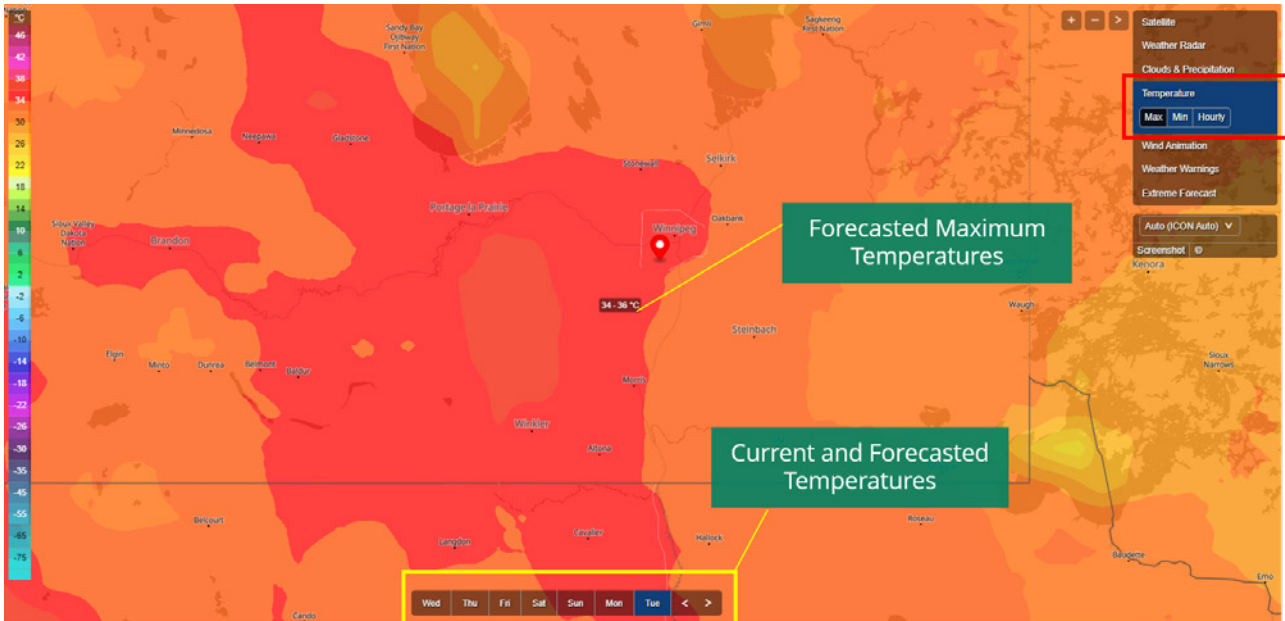 °C
46
42
38
34
30
26
22
18
14
10
6
2
-2
-6
-10
-14
-18
-22
-26
-30
-35
-45
-55
-65
-75
Sandy Bay
Ojibway
First Nation
Gimli
Sagkeeng
First Nation
Minnedosa
Neepawa
Gladstone
Stonewall
Selkirk
Portage la Prairie
Sioux Valley
Dakota
Nation
Brandon
Winnipeg
Oakbank
34 - 36 °C
Steinbach
Waugh
Kenora
Sioux
Narrows
Elgin
Minto
Dunrea
Belmont
Baldur
Morris
Winkler
Altona
Belcourt
Langdon
Cavalier
Hallock
Roseau
Baudette
Emo
Cando
Forecasted Maximum
Temperatures
Current and Forecasted
Temperatures
+ − >
Satellite
Weather Radar
Clouds & Precipitation
Temperature
Max Min Hourly
Wind Animation
Weather Warnings
Extreme Forecast
Auto (ICON Auto) ∨
Screenshot
Wed Thu Fri Sat Sun Mon Tue < >